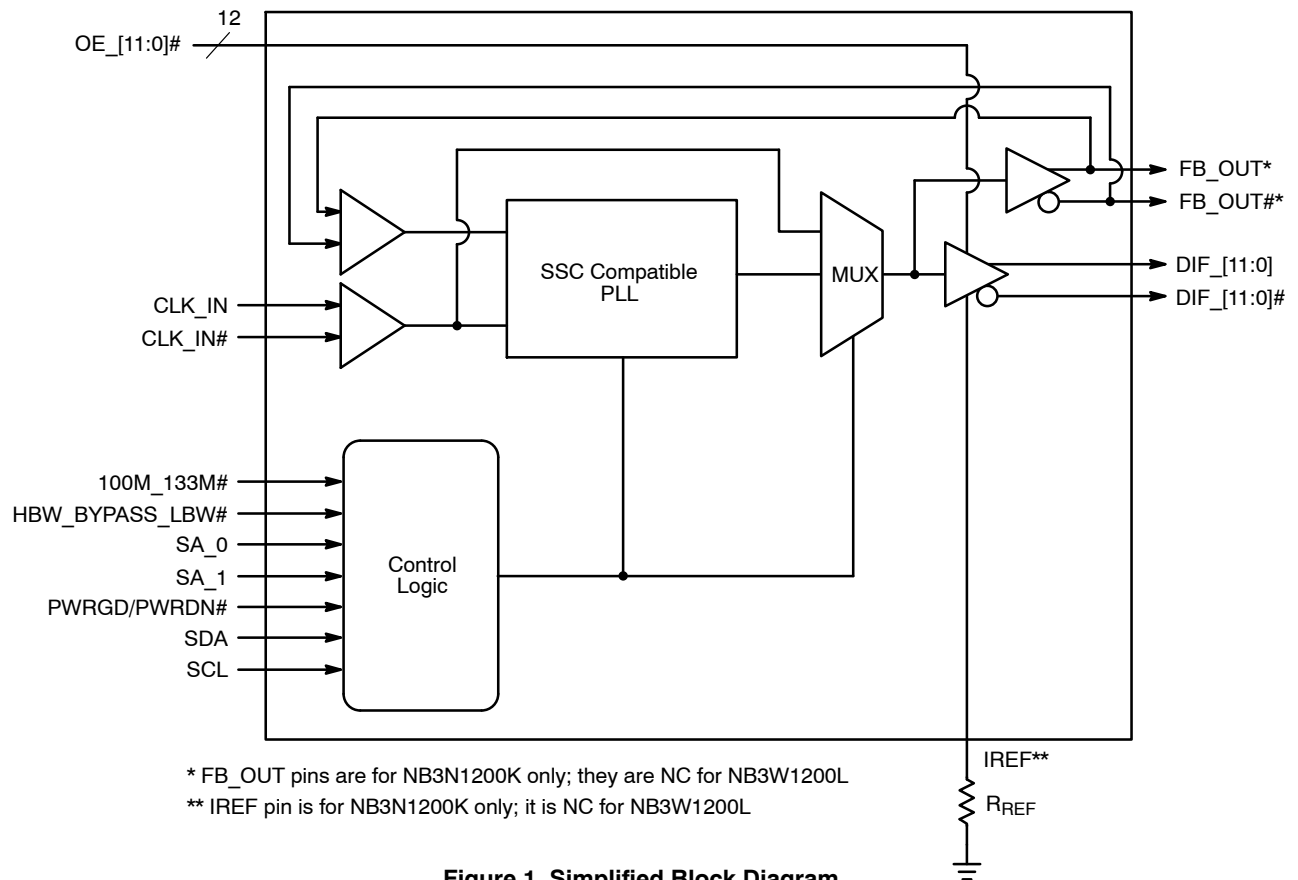 12
OE_[11:0]#
FB_OUT*
FB_OUT#*
SSC Compatible
PLL
MUX
DIF_[11:0]
DIF_[11:0]#
CLK_IN
CLK_IN#
100M_133M#
HBW_BYPASS_LBW#
SA_0
SA_1
PWRGD/PWRDN#
SDA
SCL
Control
Logic
IREF**
RREF
* FB_OUT pins are for NB3N1200K only; they are NC for NB3W1200L
** IREF pin is for NB3N1200K only; it is NC for NB3W1200L
Figure 1. Simplified Block Diagram